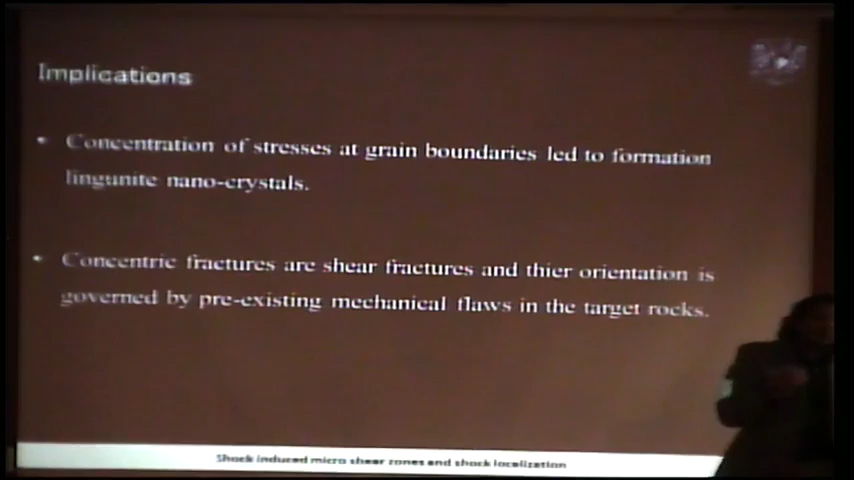 Implications
• Concentration of stresses at grain boundaries led to formation
lingunite nano-crystals.
• Concentric fractures are shear fractures and thier orientation is
governed by pre-existing mechanical flaws in the target rocks.
Shock induced micro shear zones and shock localization